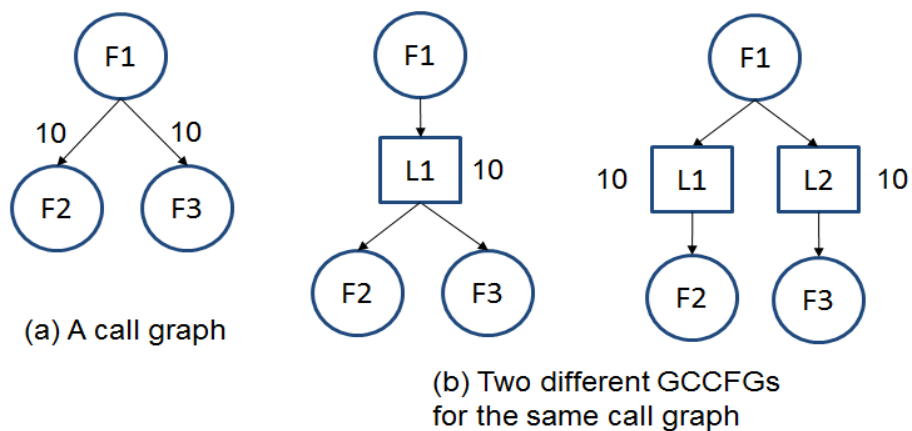 F1
10
10
F2
F3
(a) A call graph
F1
L1
10
F2
F3
F1
10
L1
L2
10
F2
F3
(b) Two different GCCFGs
for the same call graph